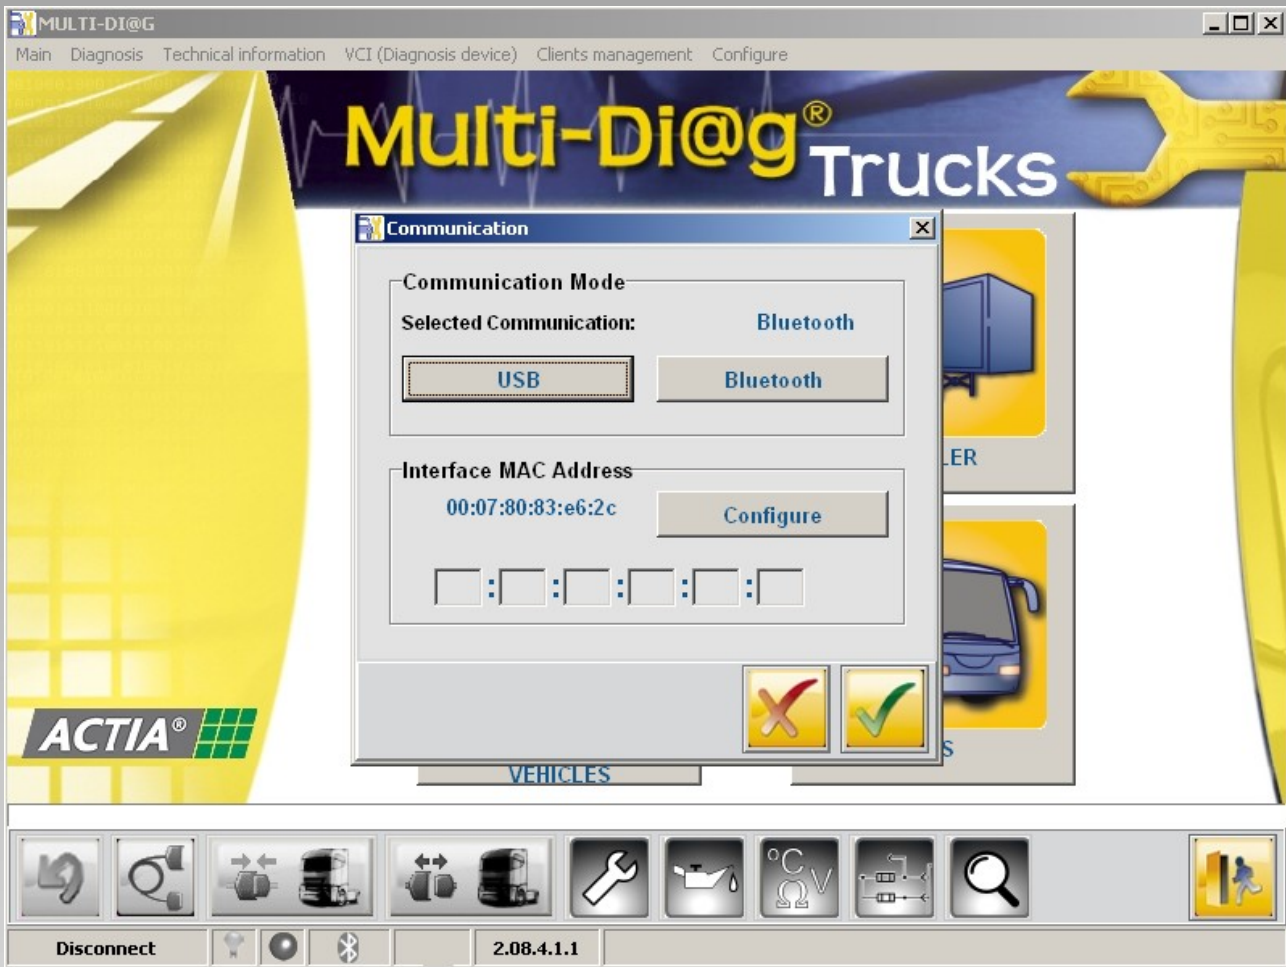 MULTI-DI@G
Main Diagnosis Technical information VCI (Diagnosis device) Clients management Configure
Multi-Di@g® Trucks
Communication
Communication Mode
Selected Communication: Bluetooth
USB Bluetooth
Interface MAC Address
00:07:80:83:e6:2c Configure
: : : : :
LER
S
VEHICLES
ACTIA®
°C
Ω V
Disconnect 2.08.4.1.1